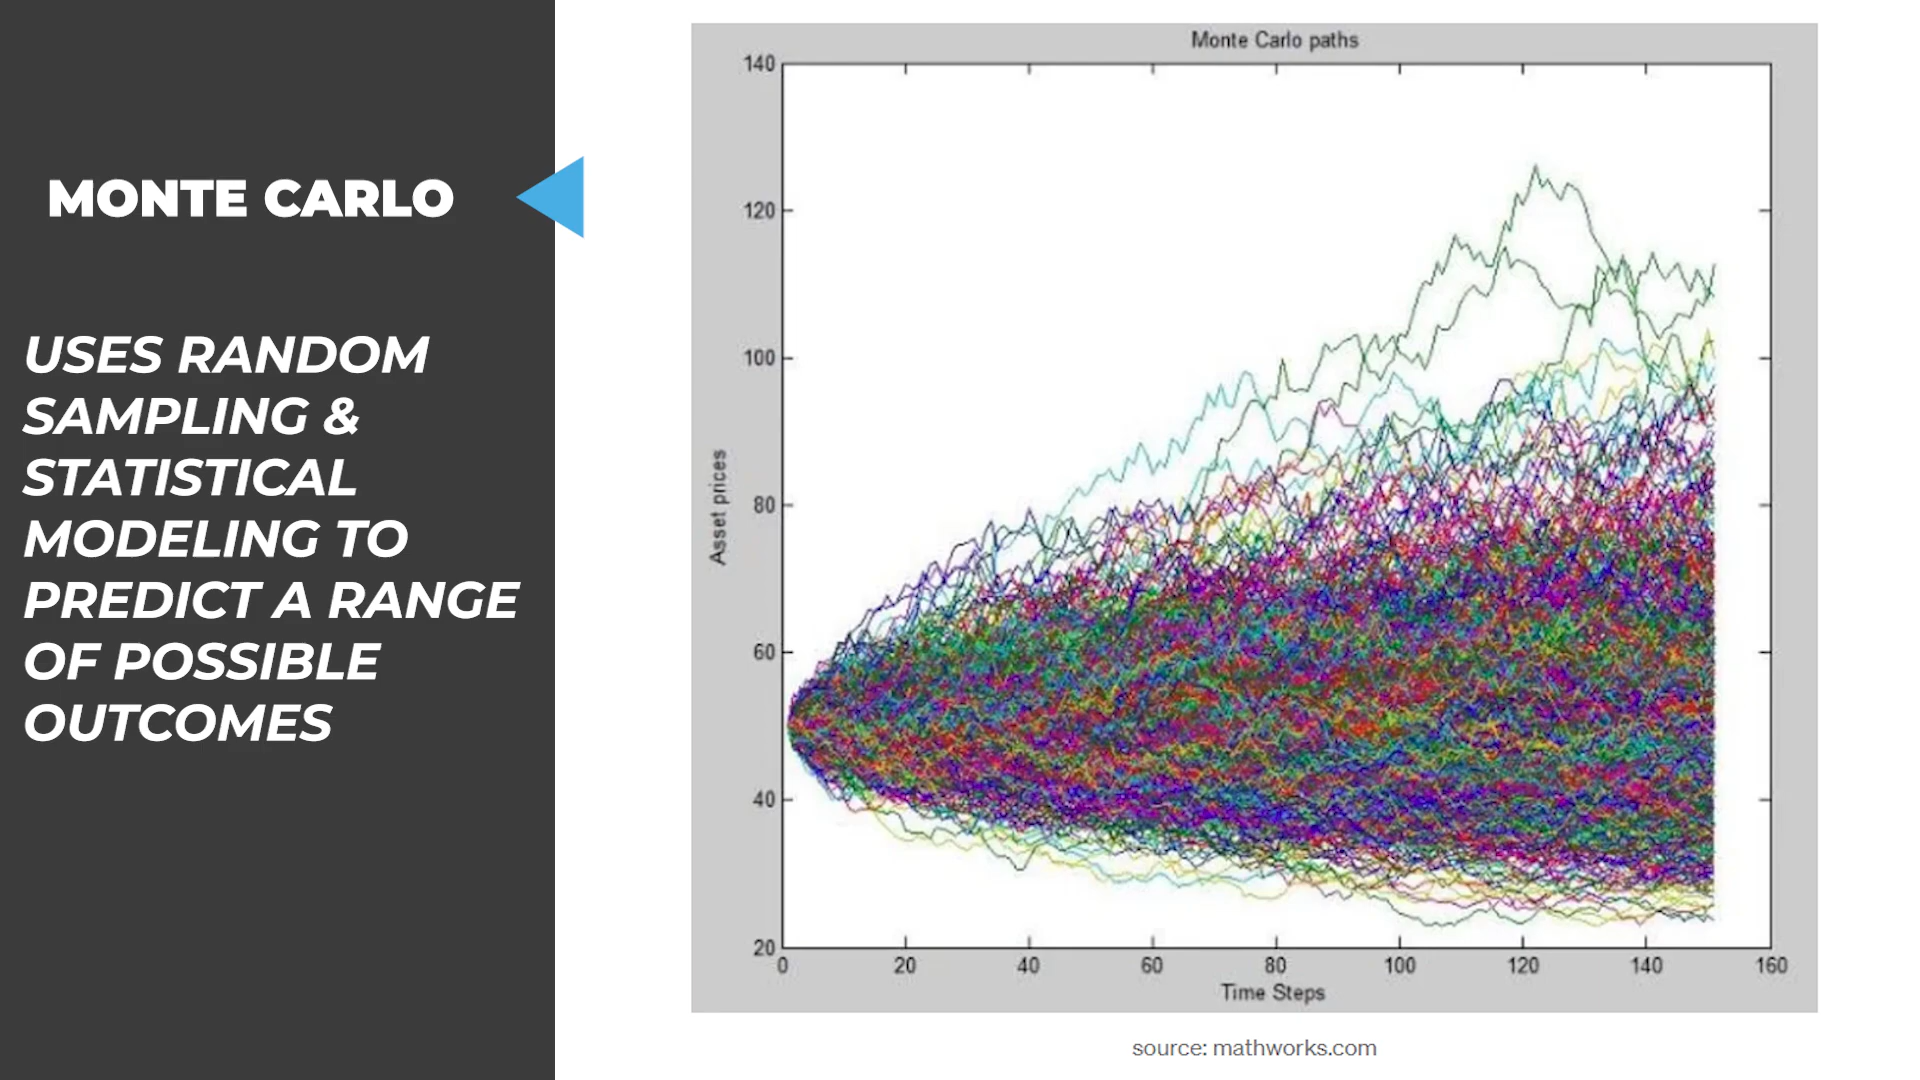 MONTE CARLO
USES RANDOM
SAMPLING &
STATISTICAL
MODELING TO
PREDICT A RANGE
OF POSSIBLE
OUTCOMES
Monte Carlo paths
140
120
100
80
60
40
20
Asset prices
0 20 40 60 80 100 120 140 160
Time Steps
source: mathworks.com